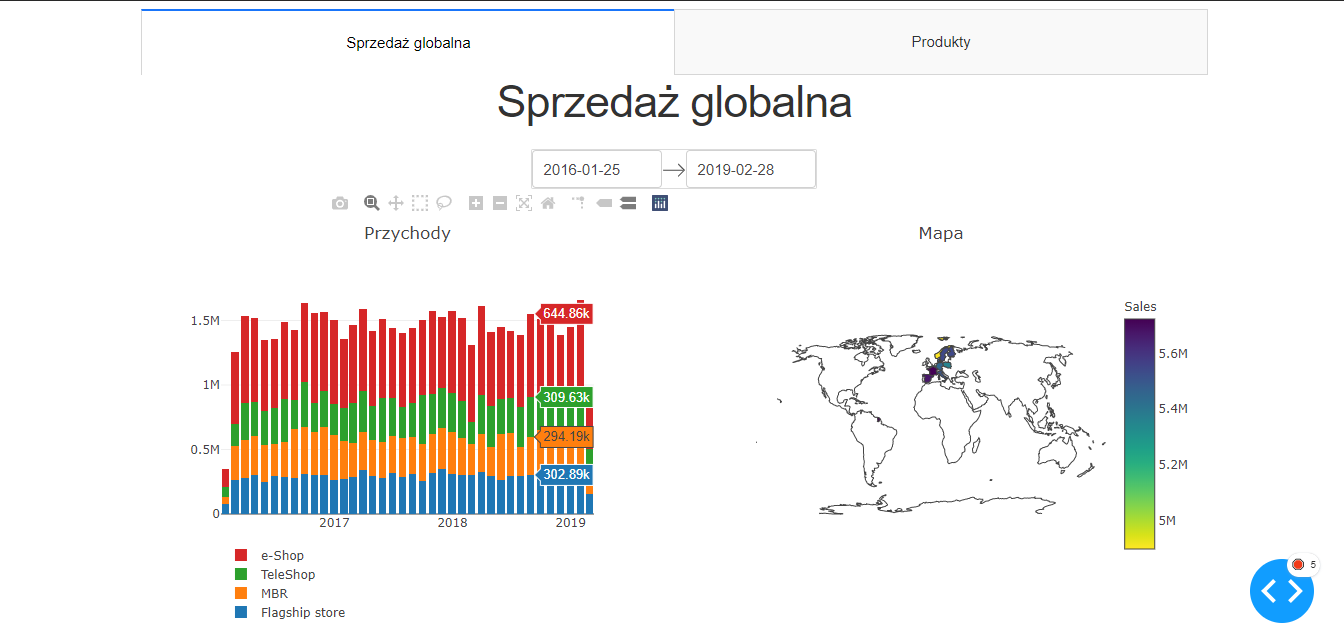 Sprzedaż globalna
Produkty
Sprzedaż globalna
2016-01-25
2019-02-28
Przychody
Mapa
1.5M
1M
0.5M
0
644.86k
309.63k
294.19k
302.89k
2017
2018
2019
e-Shop
TeleShop
MBR
Flagship store
Sales
5.6M
5.4M
5.2M
5M
5